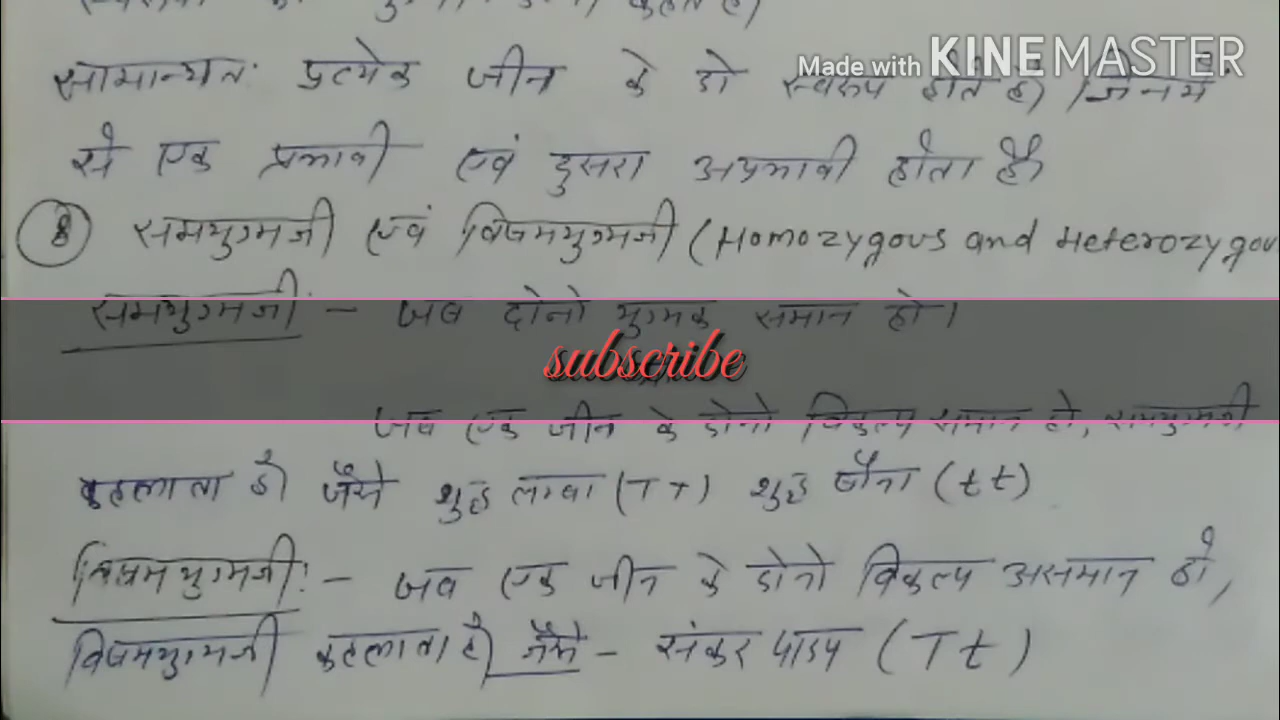 सामान्यतः प्रत्येक जीन के दो स्वरूप होते है, जिनमें
Made with KINEMASTER
से एक प्रभावी एवं दुसरा अप्रभावी होता है।
8 समयुग्मजी एवं विषमयुग्मजी (Homozygous and Heterozygou
समयुग्मजी:- जब दोनो युग्मक समान हो।
subscribe
जब एक जीन के दोनो विकल्प समान हो, समयुग्मजी
कहलाता है। जैसे शुद्ध लम्बा (TT) शुद्ध बौना (tt)
विषमयुग्मजी:- जब एक जीन के दोनो विकल्प असमान हो,
विषमयुग्मजी कहलाता है। जैसे - संकर पादप (Tt)